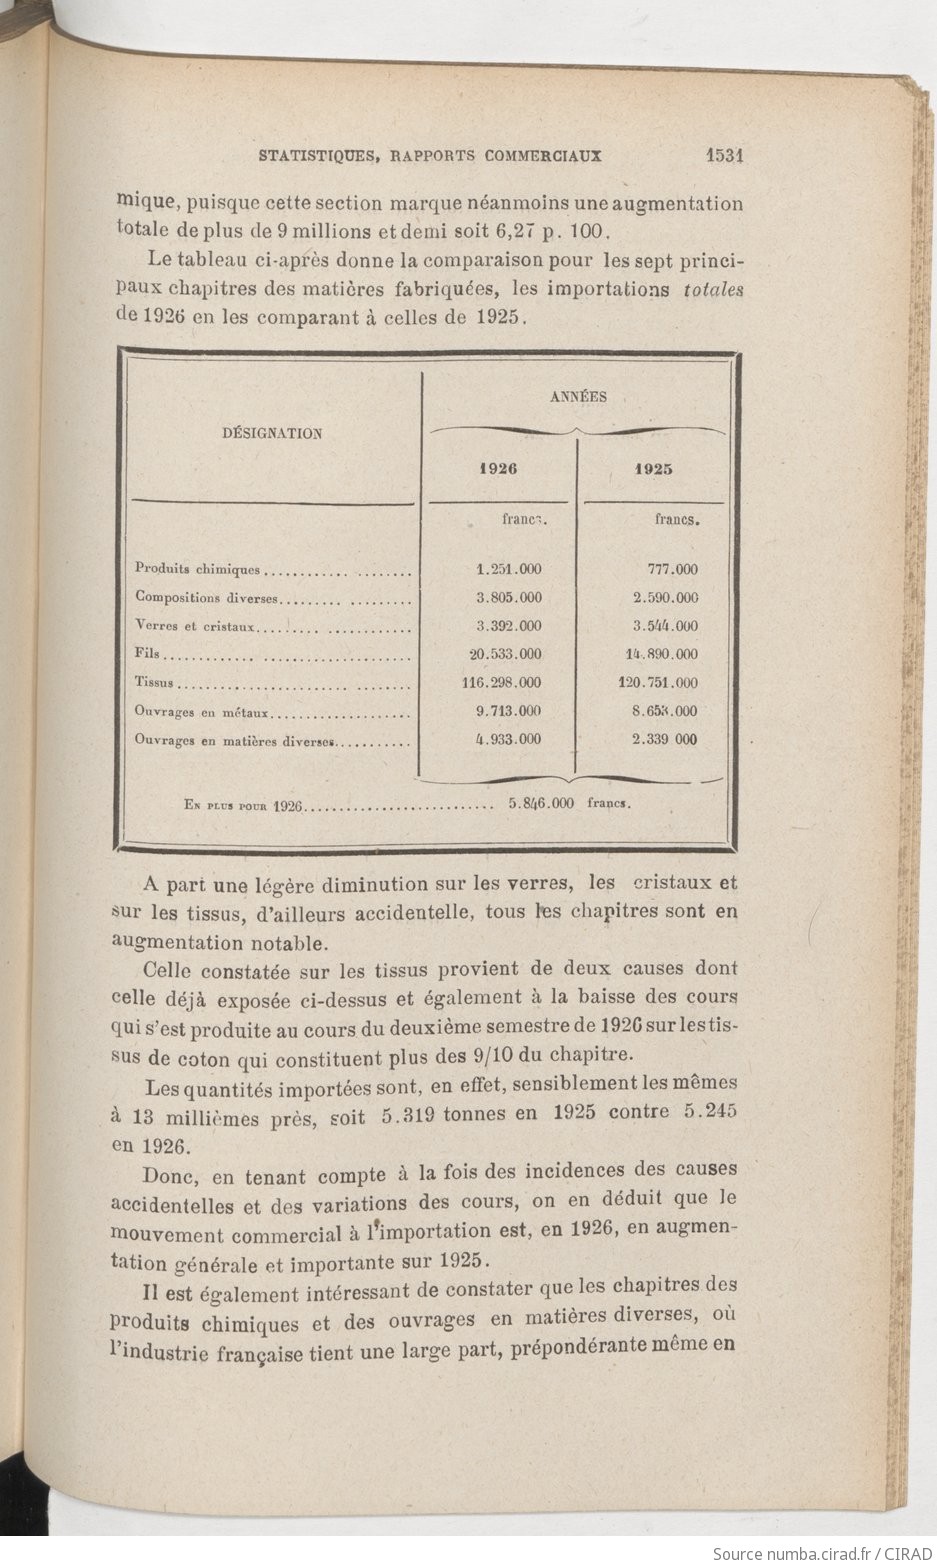 STATISTIQUES, RAPPORTS COMMERCIAUX 1531
mique, puisque cette section marque néanmoins une augmentation
totale de plus de 9 millions et demi soit 6,27 p. 100.
Le tableau ci-après donne la comparaison pour les sept princi-
paux chapitres des matières fabriquées, les importations totales
de 1926 en les comparant à celles de 1925.
DÉSIGNATION
ANNÉES
1926 1925
francs. francs.
Produits chimiques .................... 1.251.000 777.000
Compositions diverses.................. 3.805.000 2.590.000
Verres et cristaux..................... 3.392.000 3.544.000
Fils................................... 20.533.000 14.890.000
Tissus................................. 116.298.000 120.751.000
Ouvrages en métaux.................... 9.713.000 8.653.000
Ouvrages en matières diverses........... 4.933.000 2.339 000
EN PLUS POUR 1926........................... 5.846.000 francs.
A part une légère diminution sur les verres, les cristaux et
sur les tissus, d'ailleurs accidentelle, tous les chapitres sont en
augmentation notable.
Celle constatée sur les tissus provient de deux causes dont
celle déjà exposée ci-dessus et également à la baisse des cours
qui s'est produite au cours du deuxième semestre de 1926 sur les tis-
sus de coton qui constituent plus des 9/10 du chapitre.
Les quantités importées sont, en effet, sensiblement les mêmes
à 13 millièmes près, soit 5.319 tonnes en 1925 contre 5.245
en 1926.
Donc, en tenant compte à la fois des incidences des causes
accidentelles et des variations des cours, on en déduit que le
mouvement commercial à l'importation est, en 1926, en augmen-
tation générale et importante sur 1925.
Il est également intéressant de constater que les chapitres des
produits chimiques et des ouvrages en matières diverses, où
l'industrie française tient une large part, prépondérante même en
Source numba.cirad.fr / CIRAD